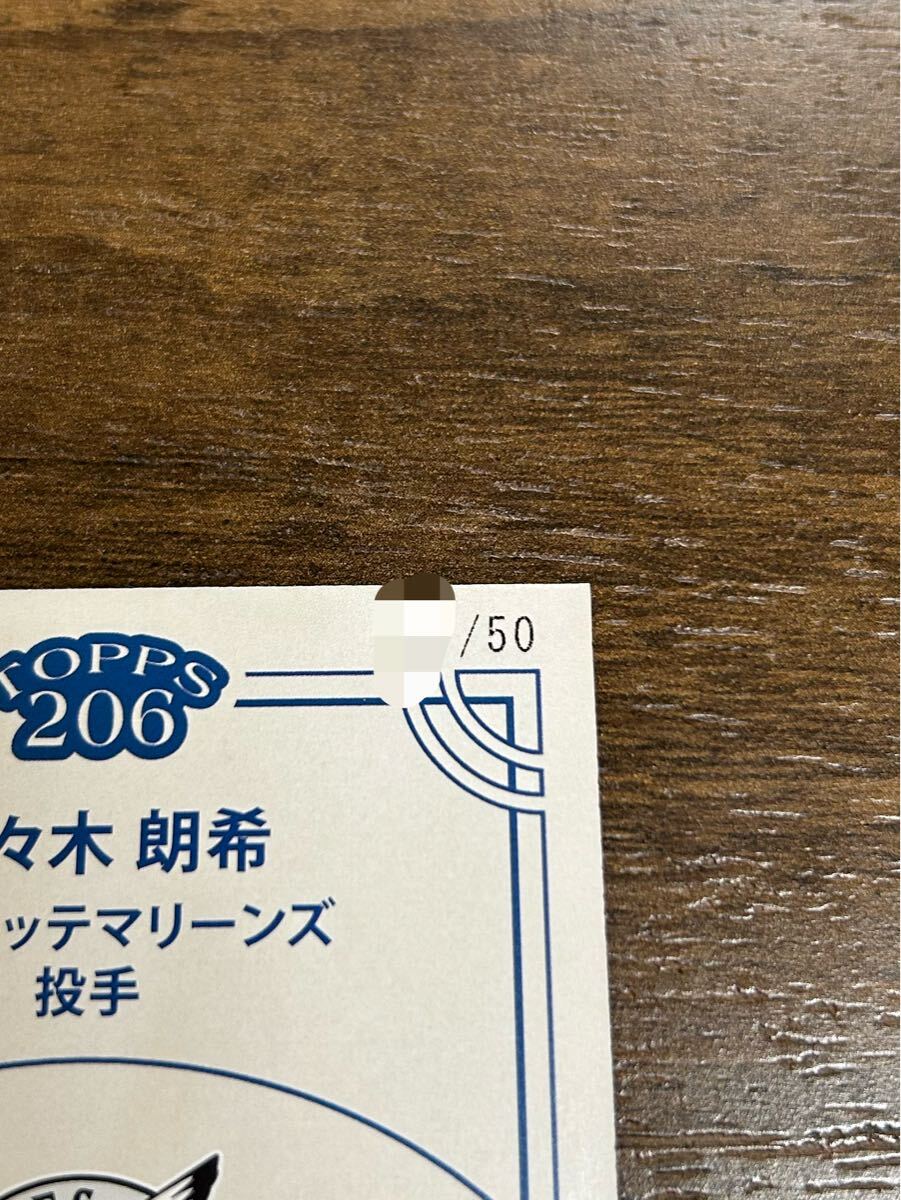 /50
TOPPS
206
々木 朗希
ッテマリーンズ
投手